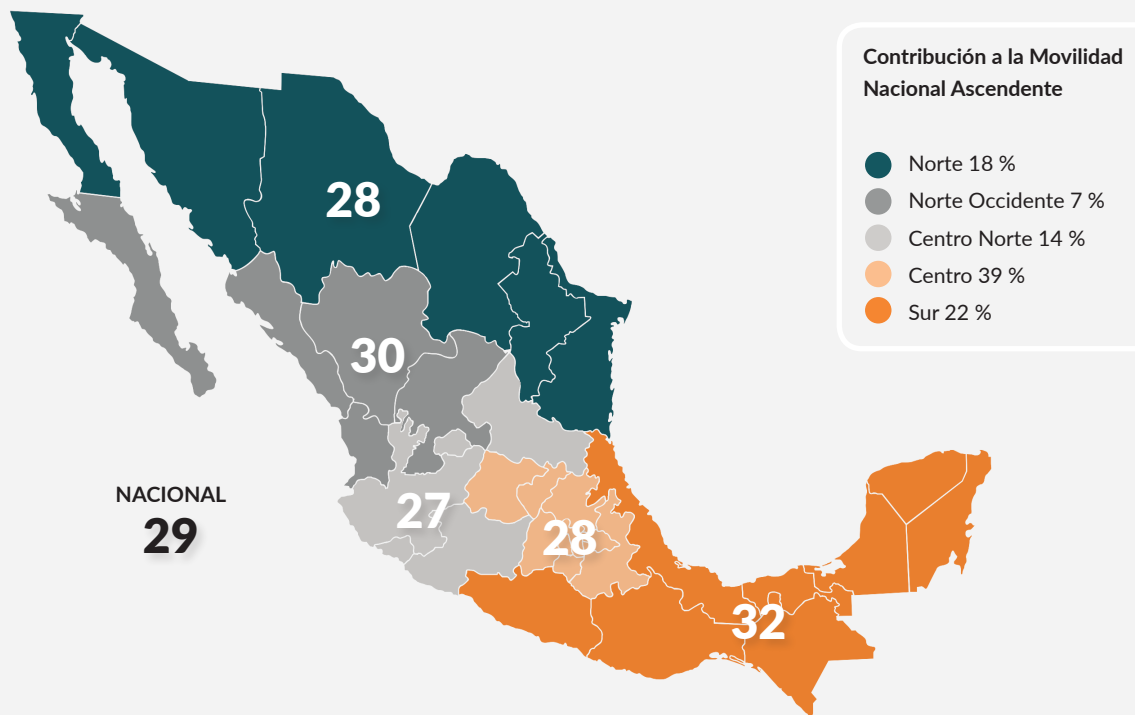 Contribución a la Movilidad
Nacional Ascendente
Norte 18 %
Norte Occidente 7 %
Centro Norte 14 %
Centro 39 %
Sur 22 %
28
30
NACIONAL
29
27
28
32